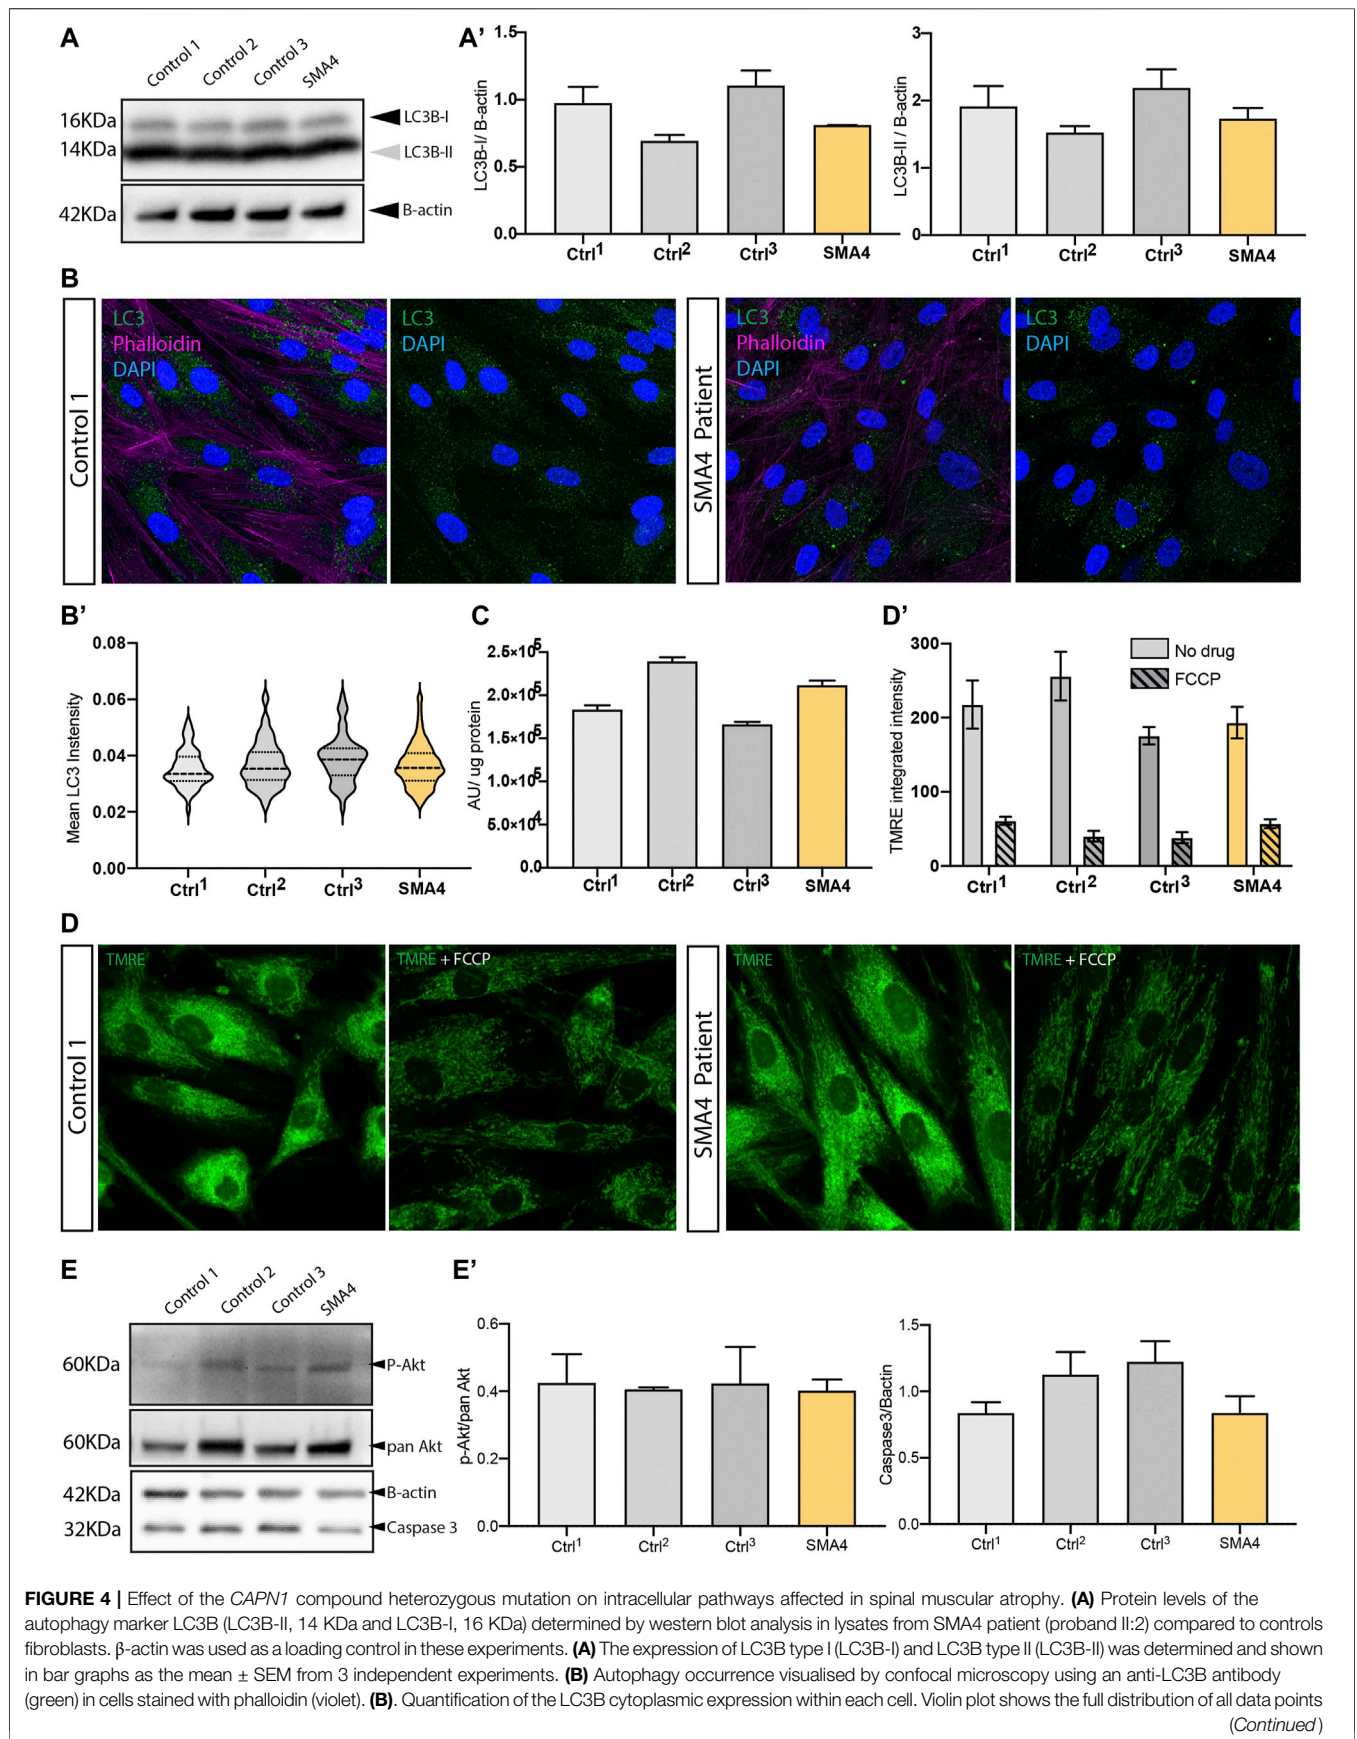 A
Control 1
Control 2
Control 3
SMA4
16KDa
14KDa
42KDa
LC3B-I
LC3B-II
B-actin
A'
LC3B-I/ B-actin
1.5
1.0
0.5
0.0
Ctrl1
Ctrl2
Ctrl3
SMA4
LC3B-II / B-actin
3
2
1
0
Ctrl1
Ctrl2
Ctrl3
SMA4
B
Control 1
LC3
Phalloidin
DAPI
LC3
DAPI
SMA4 Patient
LC3
Phalloidin
DAPI
LC3
DAPI
B'
Mean LC3 Instensity
0.08
0.06
0.04
0.02
0.00
Ctrl1
Ctrl2
Ctrl3
SMA4
C
AU/ ug protein
2.5×105
2.0×105
1.5×105
1.0×105
5.0×104
0.0
Ctrl1
Ctrl2
Ctrl3
SMA4
D'
TMRE integrated intensity
300
200
100
0
No drug
FCCP
Ctrl1
Ctrl2
Ctrl3
SMA4
D
Control 1
TMRE
TMRE + FCCP
SMA4 Patient
TMRE
TMRE + FCCP
E
Control 1
Control 2
Control 3
SMA4
60KDa
P-Akt
60KDa
pan Akt
42KDa
B-actin
32KDa
Caspase 3
E'
p-Akt/pan Akt
0.6
0.4
0.2
0.0
Ctrl1
Ctrl2
Ctrl3
SMA4
Caspase3/Bactin
1.5
1.0
0.5
0.0
Ctrl1
Ctrl2
Ctrl3
SMA4
FIGURE 4 | Effect of the CAPN1 compound heterozygous mutation on intracellular pathways affected in spinal muscular atrophy. (A) Protein levels of the
autophagy marker LC3B (LC3B-II, 14 KDa and LC3B-I, 16 KDa) determined by western blot analysis in lysates from SMA4 patient (proband II:2) compared to controls
fibroblasts. β-actin was used as a loading control in these experiments. (A) The expression of LC3B type I (LC3B-I) and LC3B type II (LC3B-II) was determined and shown
in bar graphs as the mean ± SEM from 3 independent experiments. (B) Autophagy occurrence visualised by confocal microscopy using an anti-LC3B antibody
(green) in cells stained with phalloidin (violet). (B). Quantification of the LC3B cytoplasmic expression within each cell. Violin plot shows the full distribution of all data points
(Continued)